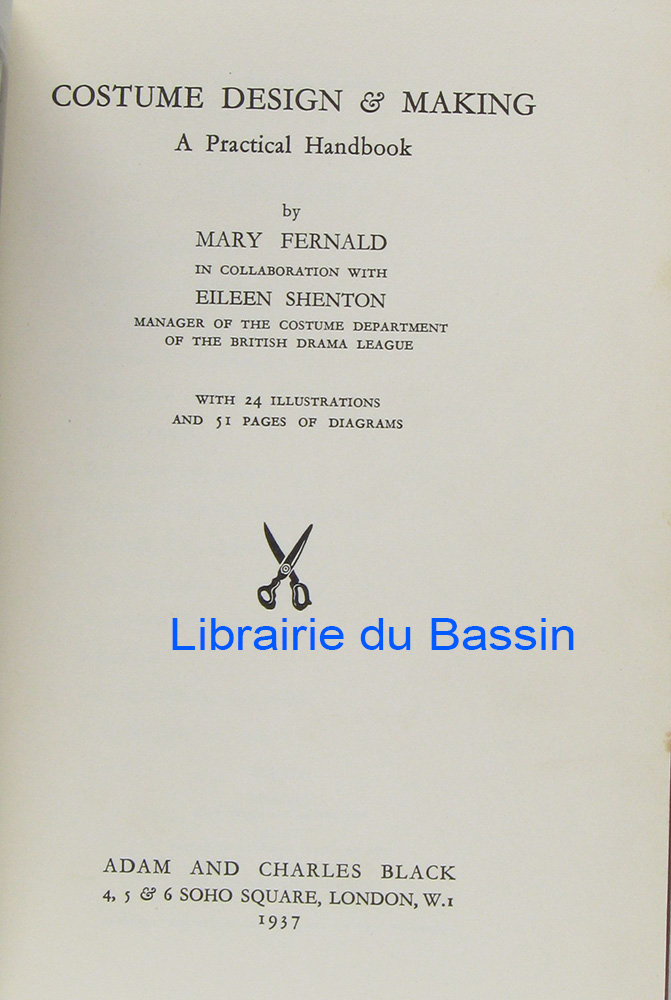 COSTUME DESIGN & MAKING
A Practical Handbook
by
MARY FERNALD
IN COLLABORATION WITH
EILEEN SHENTON
MANAGER OF THE COSTUME DEPARTMENT
OF THE BRITISH DRAMA LEAGUE
WITH 24 ILLUSTRATIONS
AND 51 PAGES OF DIAGRAMS
Librairie du Bassin
ADAM AND CHARLES BLACK
4, 5 & 6 SOHO SQUARE, LONDON, W.1
1937